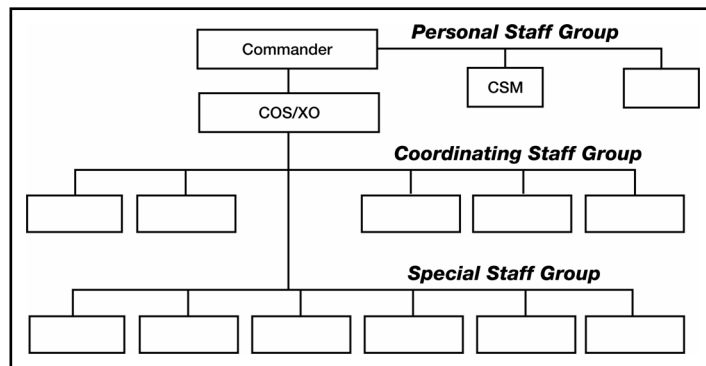 Personal Staff Group
Commander
CSM
COS/XO
Coordinating Staff Group
Special Staff Group